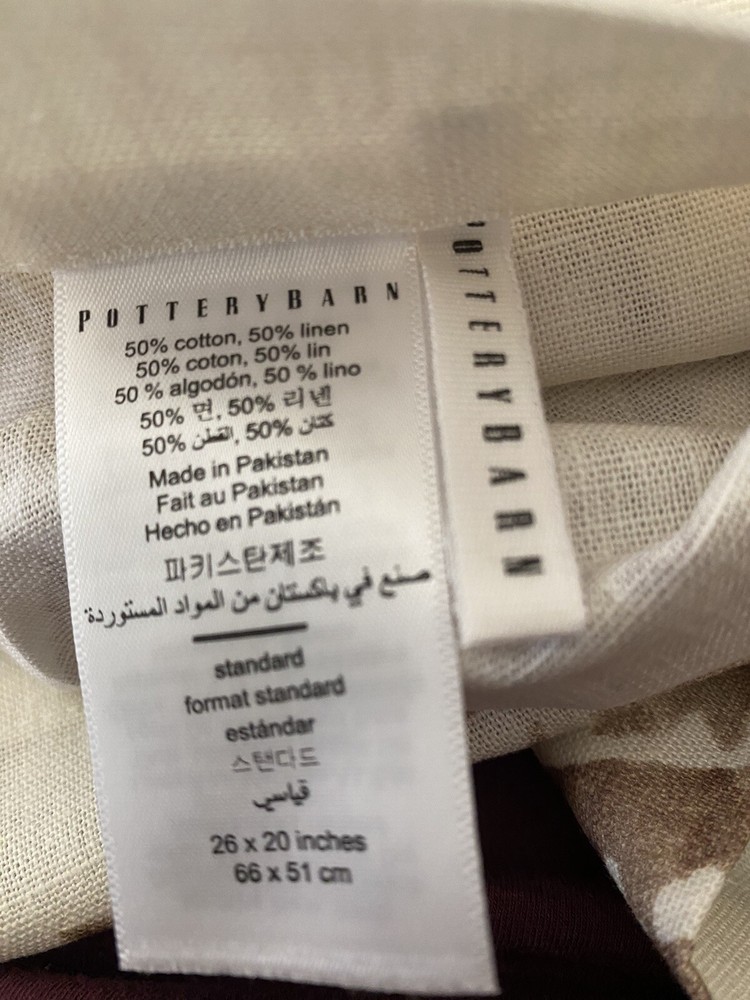 POTTERYBARN
50% cotton, 50% linen
50% coton, 50% lin
50 % algodón, 50 % lino
50% 면, 50% 리넨
50% القطن, 50% كتان
Made in Pakistan
Fait au Pakistan
Hecho en Pakistán
파키스탄제조
صنع في باكستان من المواد المستوردة
standard
format standard
estándar
스탠다드
قياسي
26 x 20 inches
66 x 51 cm
POTTERYBARN